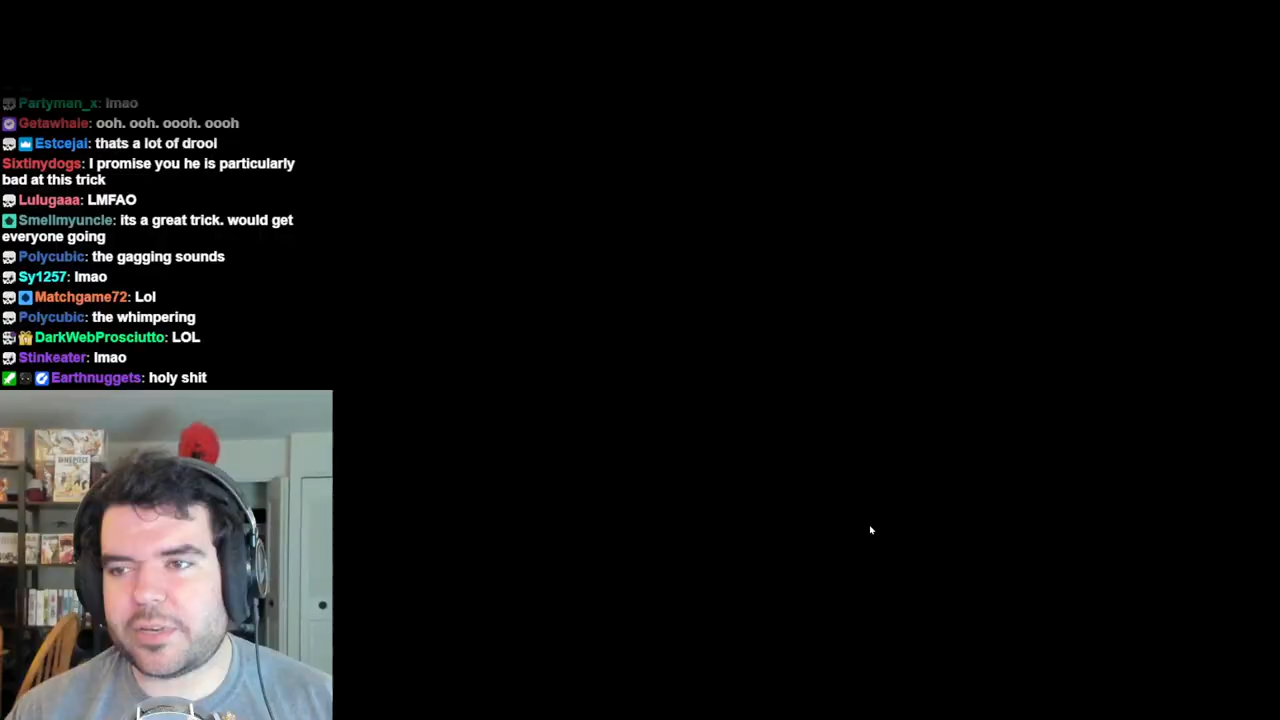 Partyman_x: lmao
Getawhale: ooh. ooh. oooh. oooh
Estcejai: thats a lot of drool
Sixtinydogs: I promise you he is particularly
bad at this trick
Lulugaaa: LMFAO
Smellmyuncle: its a great trick. would get
everyone going
Polycubic: the gagging sounds
Sy1257: lmao
Matchgame72: Lol
Polycubic: the whimpering
DarkWebProsciutto: LOL
Stinkeater: lmao
Earthnuggets: holy shit